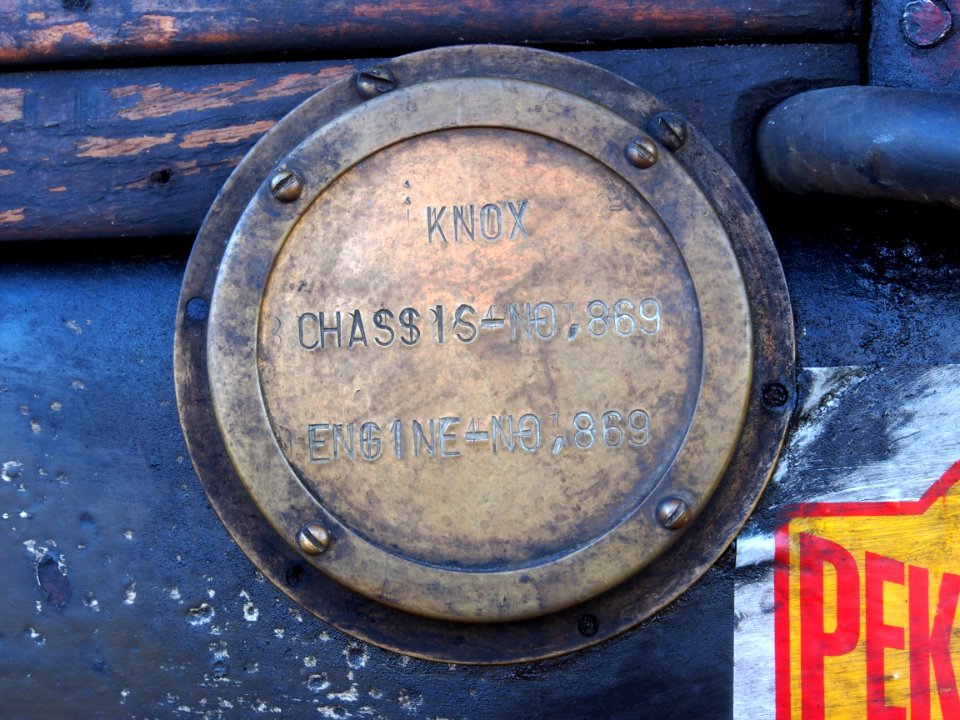 KNOX
CHASSIS-NO,869
ENGINE-NO,869
PEK